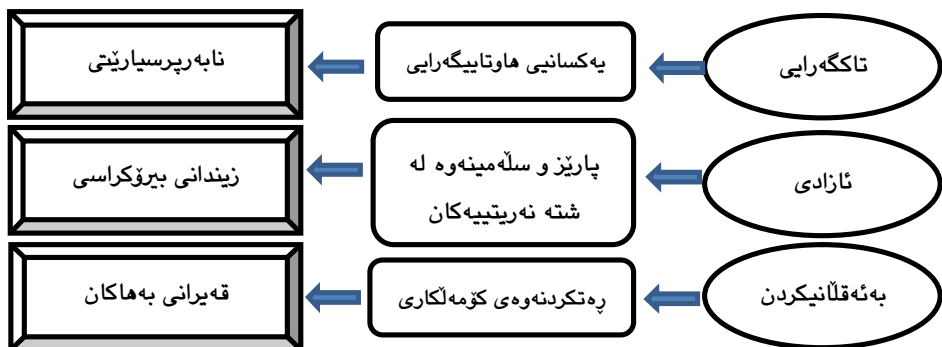 تاکگەرایی
یەکسانیی هاوتاییگەرایی
نابەرپرسیارێتی
ئازادی
پارێز و سڵەمینەوە لە
شتە نەریتییەکان
زیندانی بیرۆکراسی
بەئەقڵانیکردن
ڕەتکردنەوەی کۆمەڵکاری
قەیرانی بەهاکان